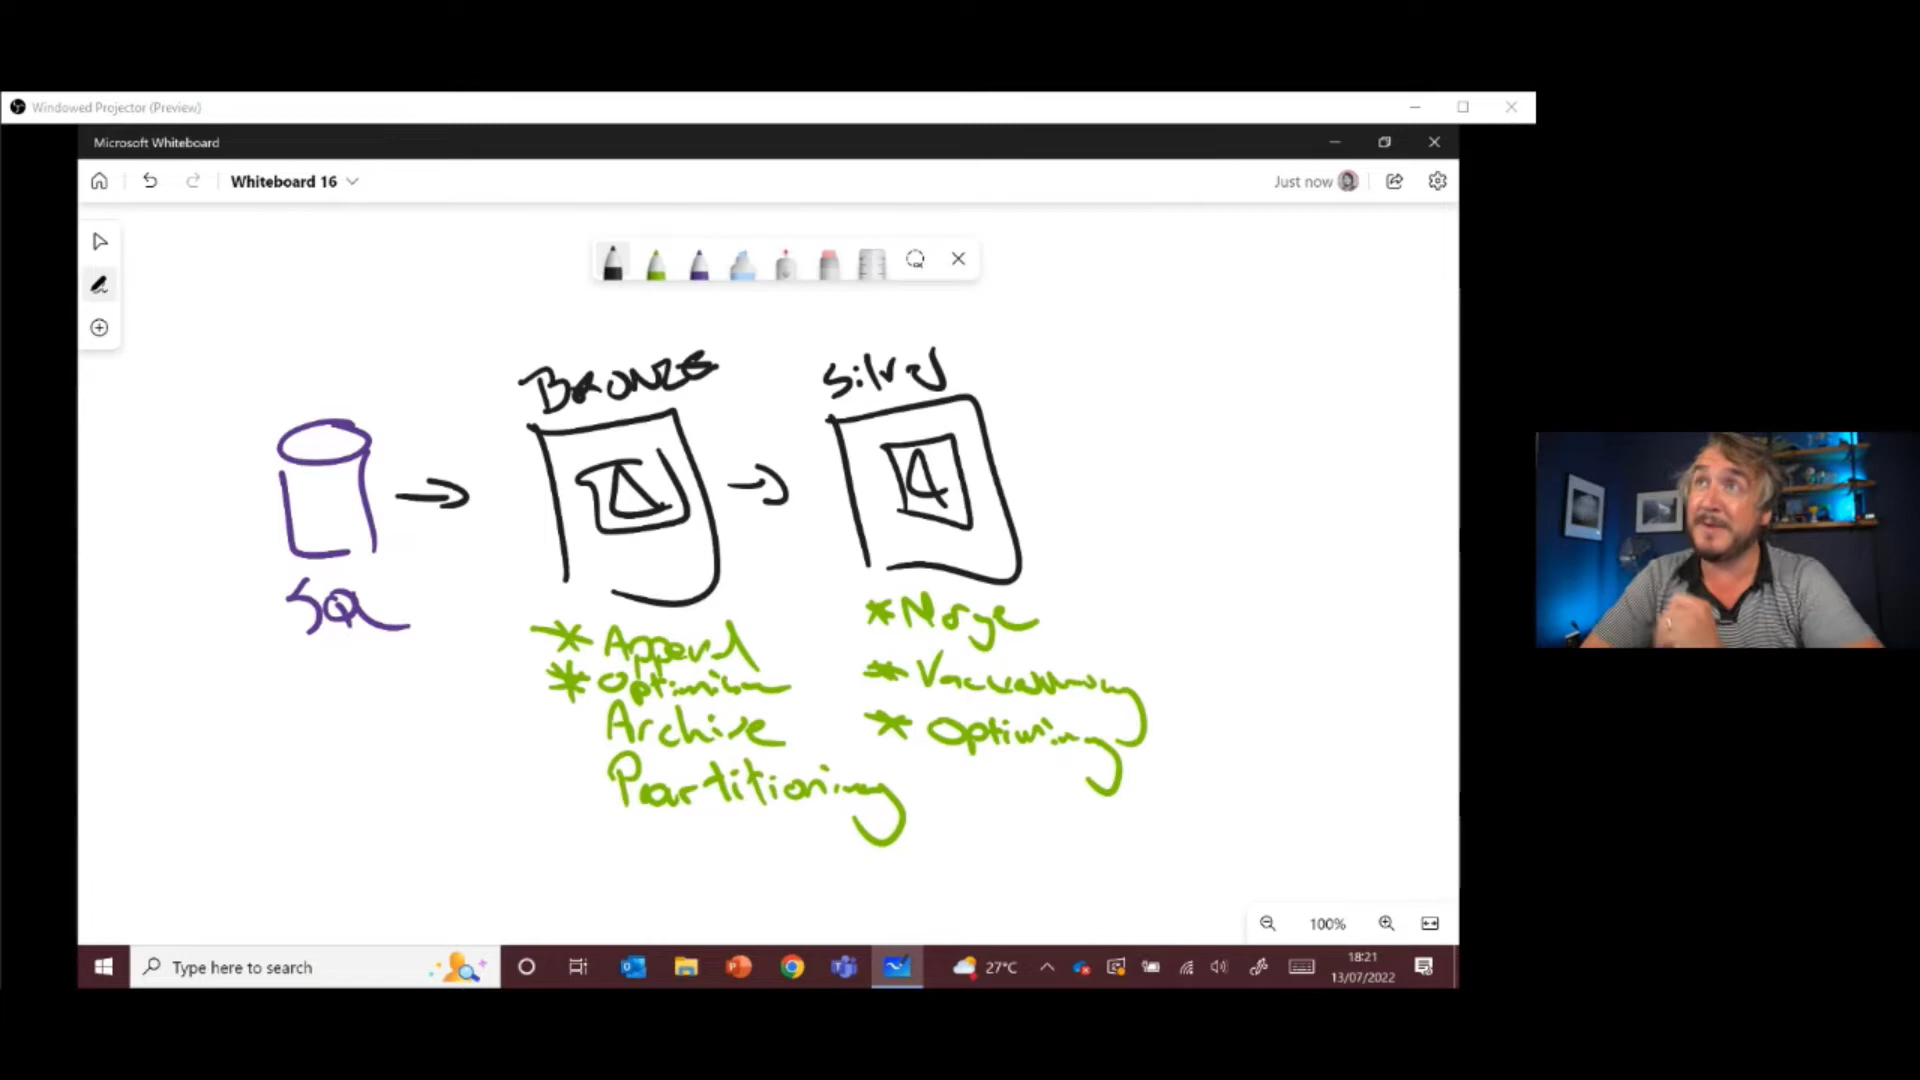 Windowed Projector (Preview)
Microsoft Whiteboard
Whiteboard 16
Just now
BRONZE
Silver
SQL
* Append
* Optimise
Archive
Partitioning
* Merge
* Vacuuming
* Optiming
100%
Type here to search
27°C
18:21
13/07/2022